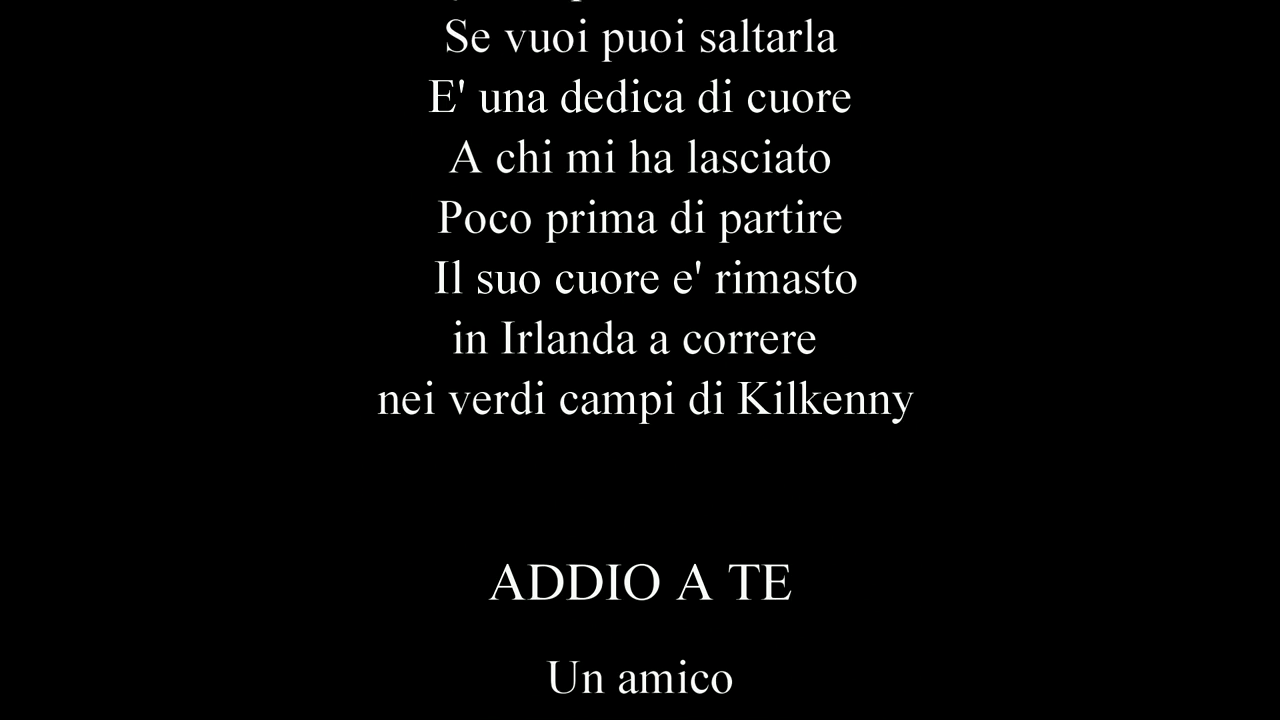 Se vuoi puoi saltarla
E' una dedica di cuore
A chi mi ha lasciato
Poco prima di partire
Il suo cuore e' rimasto
in Irlanda a correre
nei verdi campi di Kilkenny
ADDIO A TE
Un amico